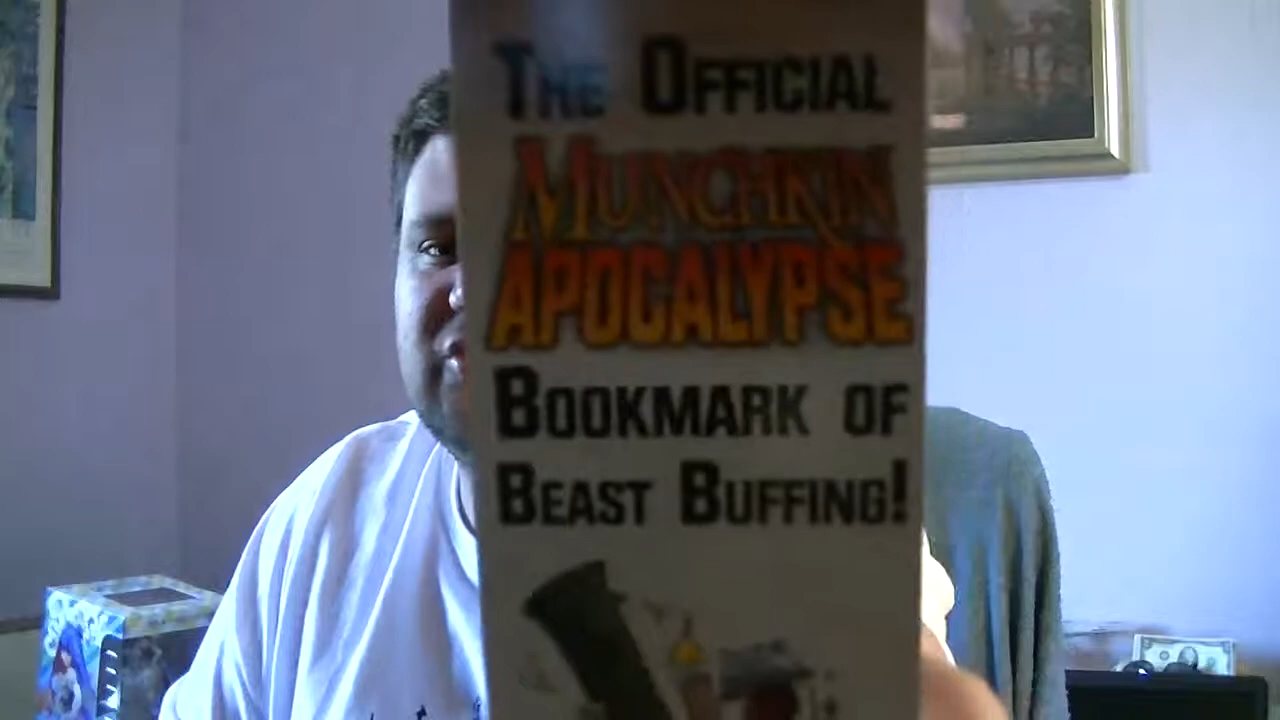 The Official
Munchkin
Apocalypse
Bookmark of
Beast Buffing!